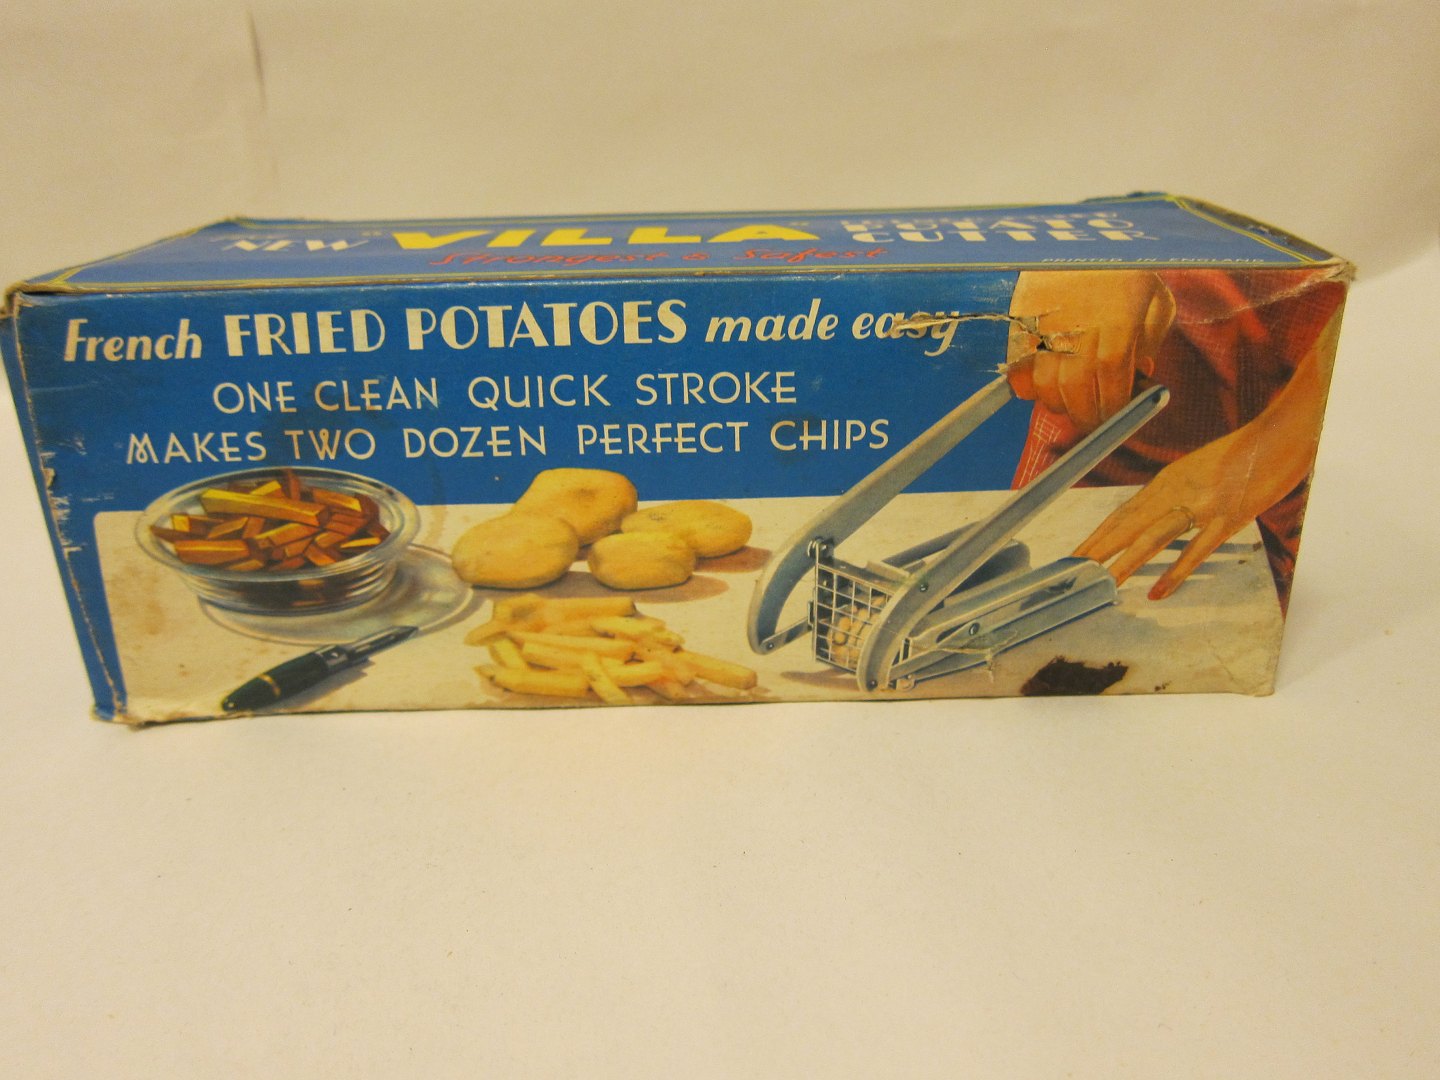 NEW VILLA POTATO
CUTTER
Strongest & Safest
PRINTED IN ENGLAND
French FRIED POTATOES made easy
ONE CLEAN QUICK STROKE
MAKES TWO DOZEN PERFECT CHIPS